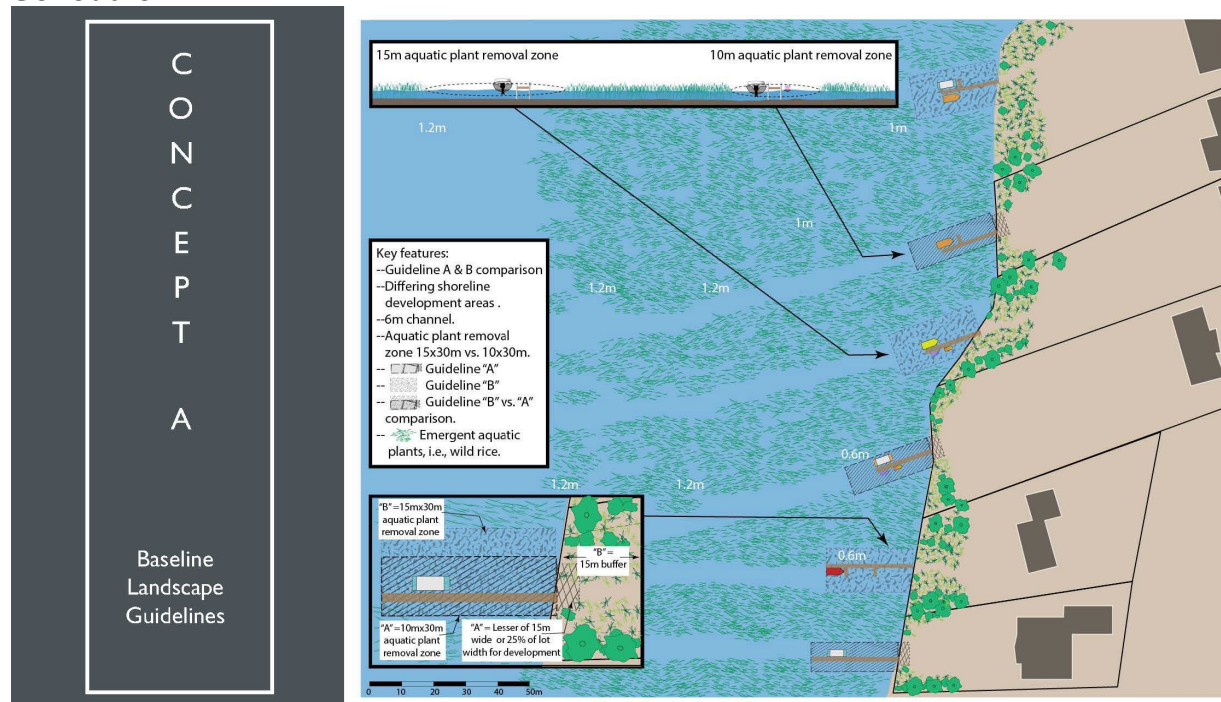 C
O
N
C
E
P
T
A
Baseline
Landscape
Guidelines
15m aquatic plant removal zone
10m aquatic plant removal zone
1.2m
1m
1m
Key features:
--Guideline A & B comparison
--Differing shoreline
development areas .
--6m channel.
--Aquatic plant removal
zone 15x30m vs. 10x30m.
-- Guideline "A"
-- Guideline "B"
-- Guideline "B" vs. "A"
comparison.
-- Emergent aquatic
plants, i.e., wild rice.
1.2m
1.2m
0.6m
1.2m
1.2m
0.6m
"B"=15mx30m
aquatic plant
removal zone
"B" =
15m buffer
"A"=10mx30m
aquatic plant
removal zone
"A" = Lesser of 15m
wide or 25% of lot
width for development
0 10 20 30 40 50m